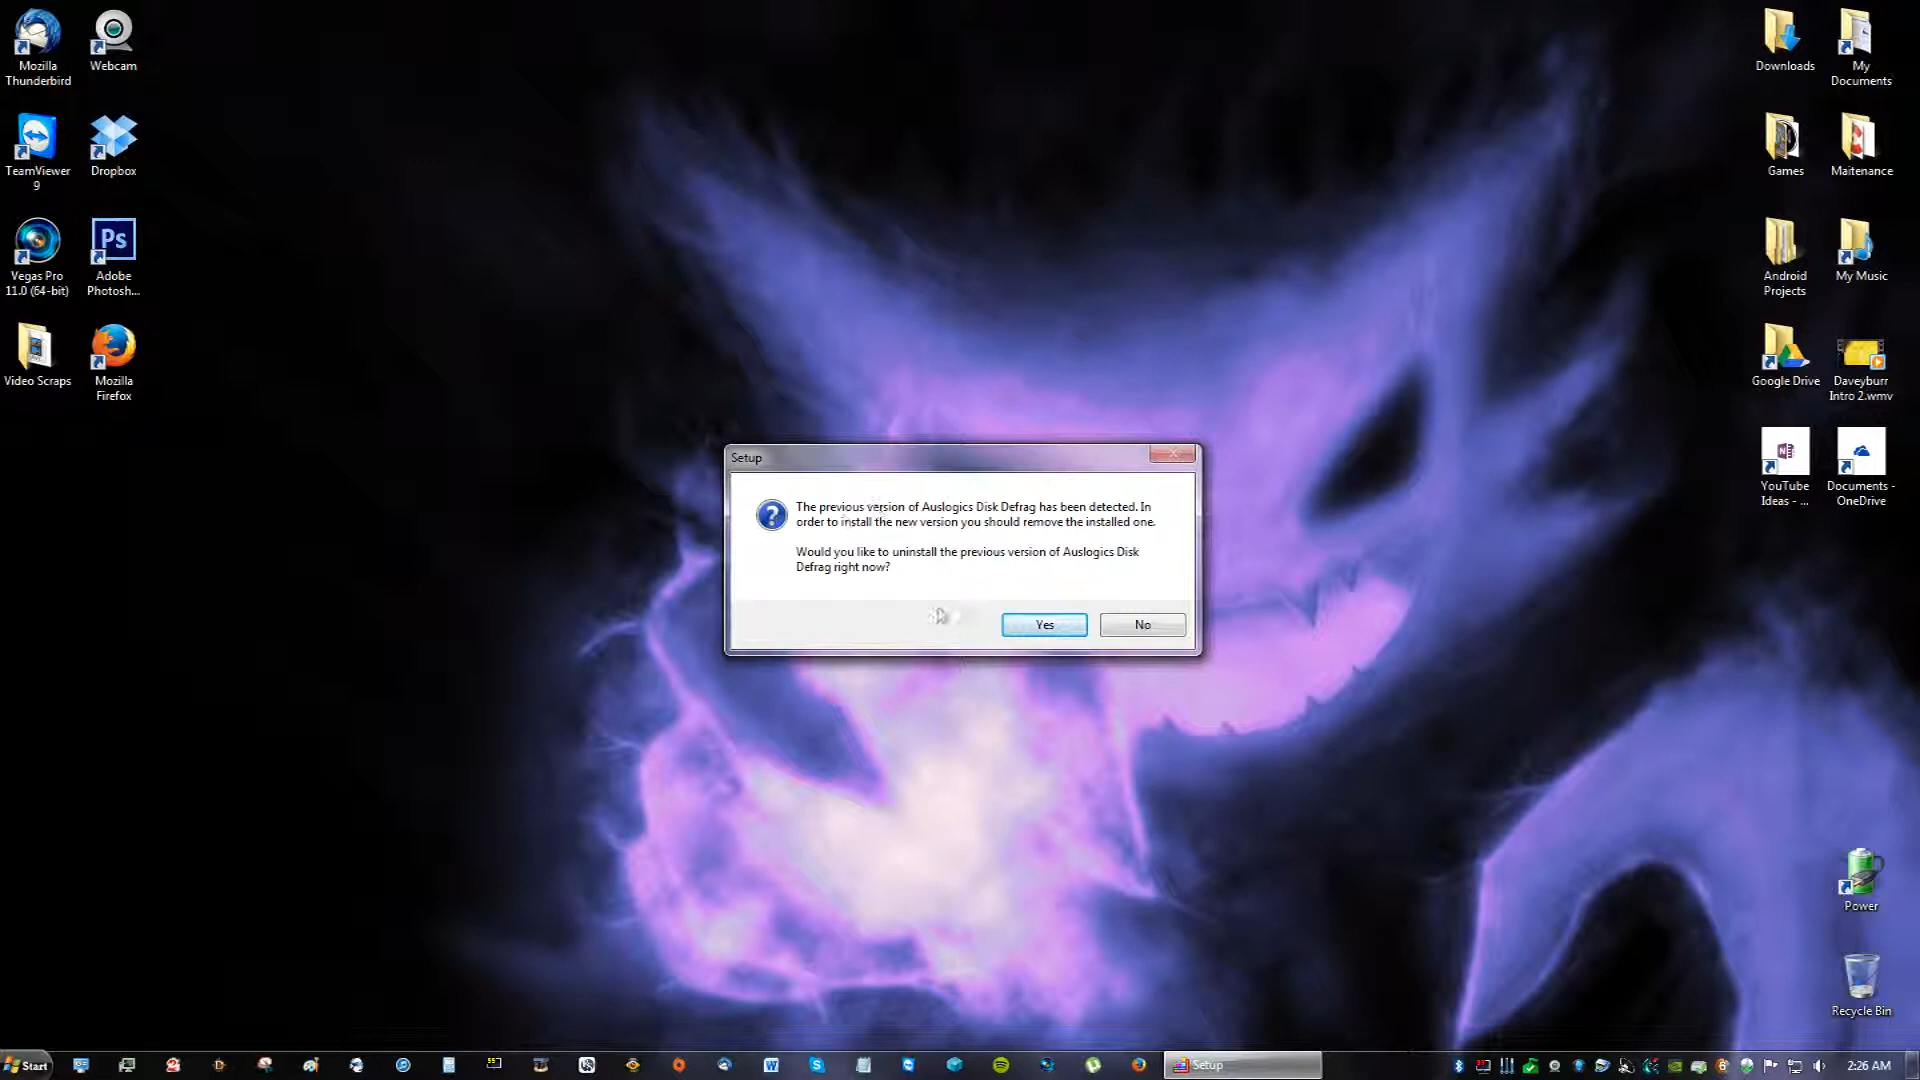 Mozilla
Thunderbird
Webcam
TeamViewer
9
Dropbox
Vegas Pro
11.0 (64-bit)
Ps
Adobe
Photosh...
Video Scraps
Mozilla
Firefox
Downloads
My
Documents
Games
Maitenance
Android
Projects
My Music
Google Drive
Daveyburr
Intro 2.wmv
YouTube
Ideas - ...
Documents -
OneDrive
Setup
The previous version of Auslogics Disk Defrag has been detected. In
order to install the new version you should remove the installed one.
Would you like to uninstall the previous version of Auslogics Disk
Defrag right now?
Yes
No
Power
Recycle Bin
Start
Setup
2:26 AM